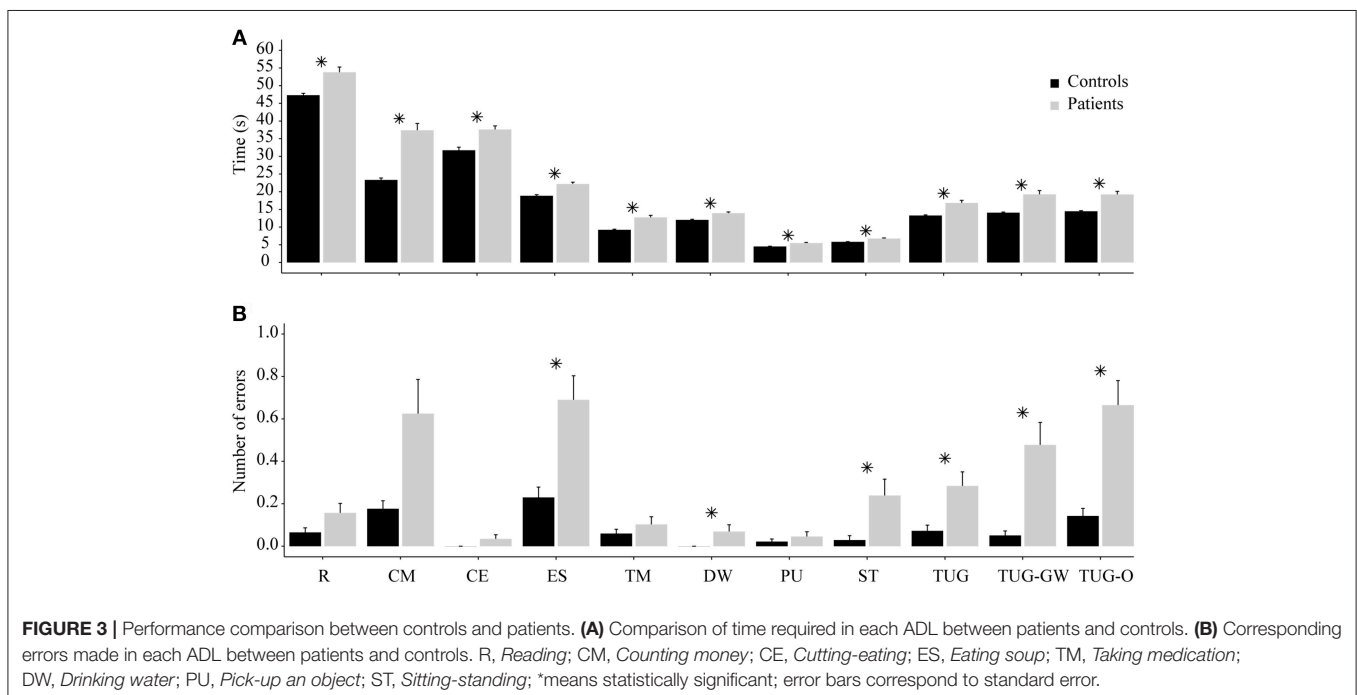 A
60
55
50
45
40
35
30
25
20
15
10
5
0
Time (s)
* * * * * * * * * * *
Controls
Patients
B
1.0
0.8
0.6
0.4
0.2
0.0
Number of errors
* * * * * *
R CM CE ES TM DW PU ST TUG TUG-GW TUG-O
FIGURE 3 | Performance comparison between controls and patients. (A) Comparison of time required in each ADL between patients and controls. (B) Corresponding
errors made in each ADL between patients and controls. R, Reading; CM, Counting money; CE, Cutting-eating; ES, Eating soup; TM, Taking medication;
DW, Drinking water; PU, Pick-up an object; ST, Sitting-standing; *means statistically significant; error bars correspond to standard error.